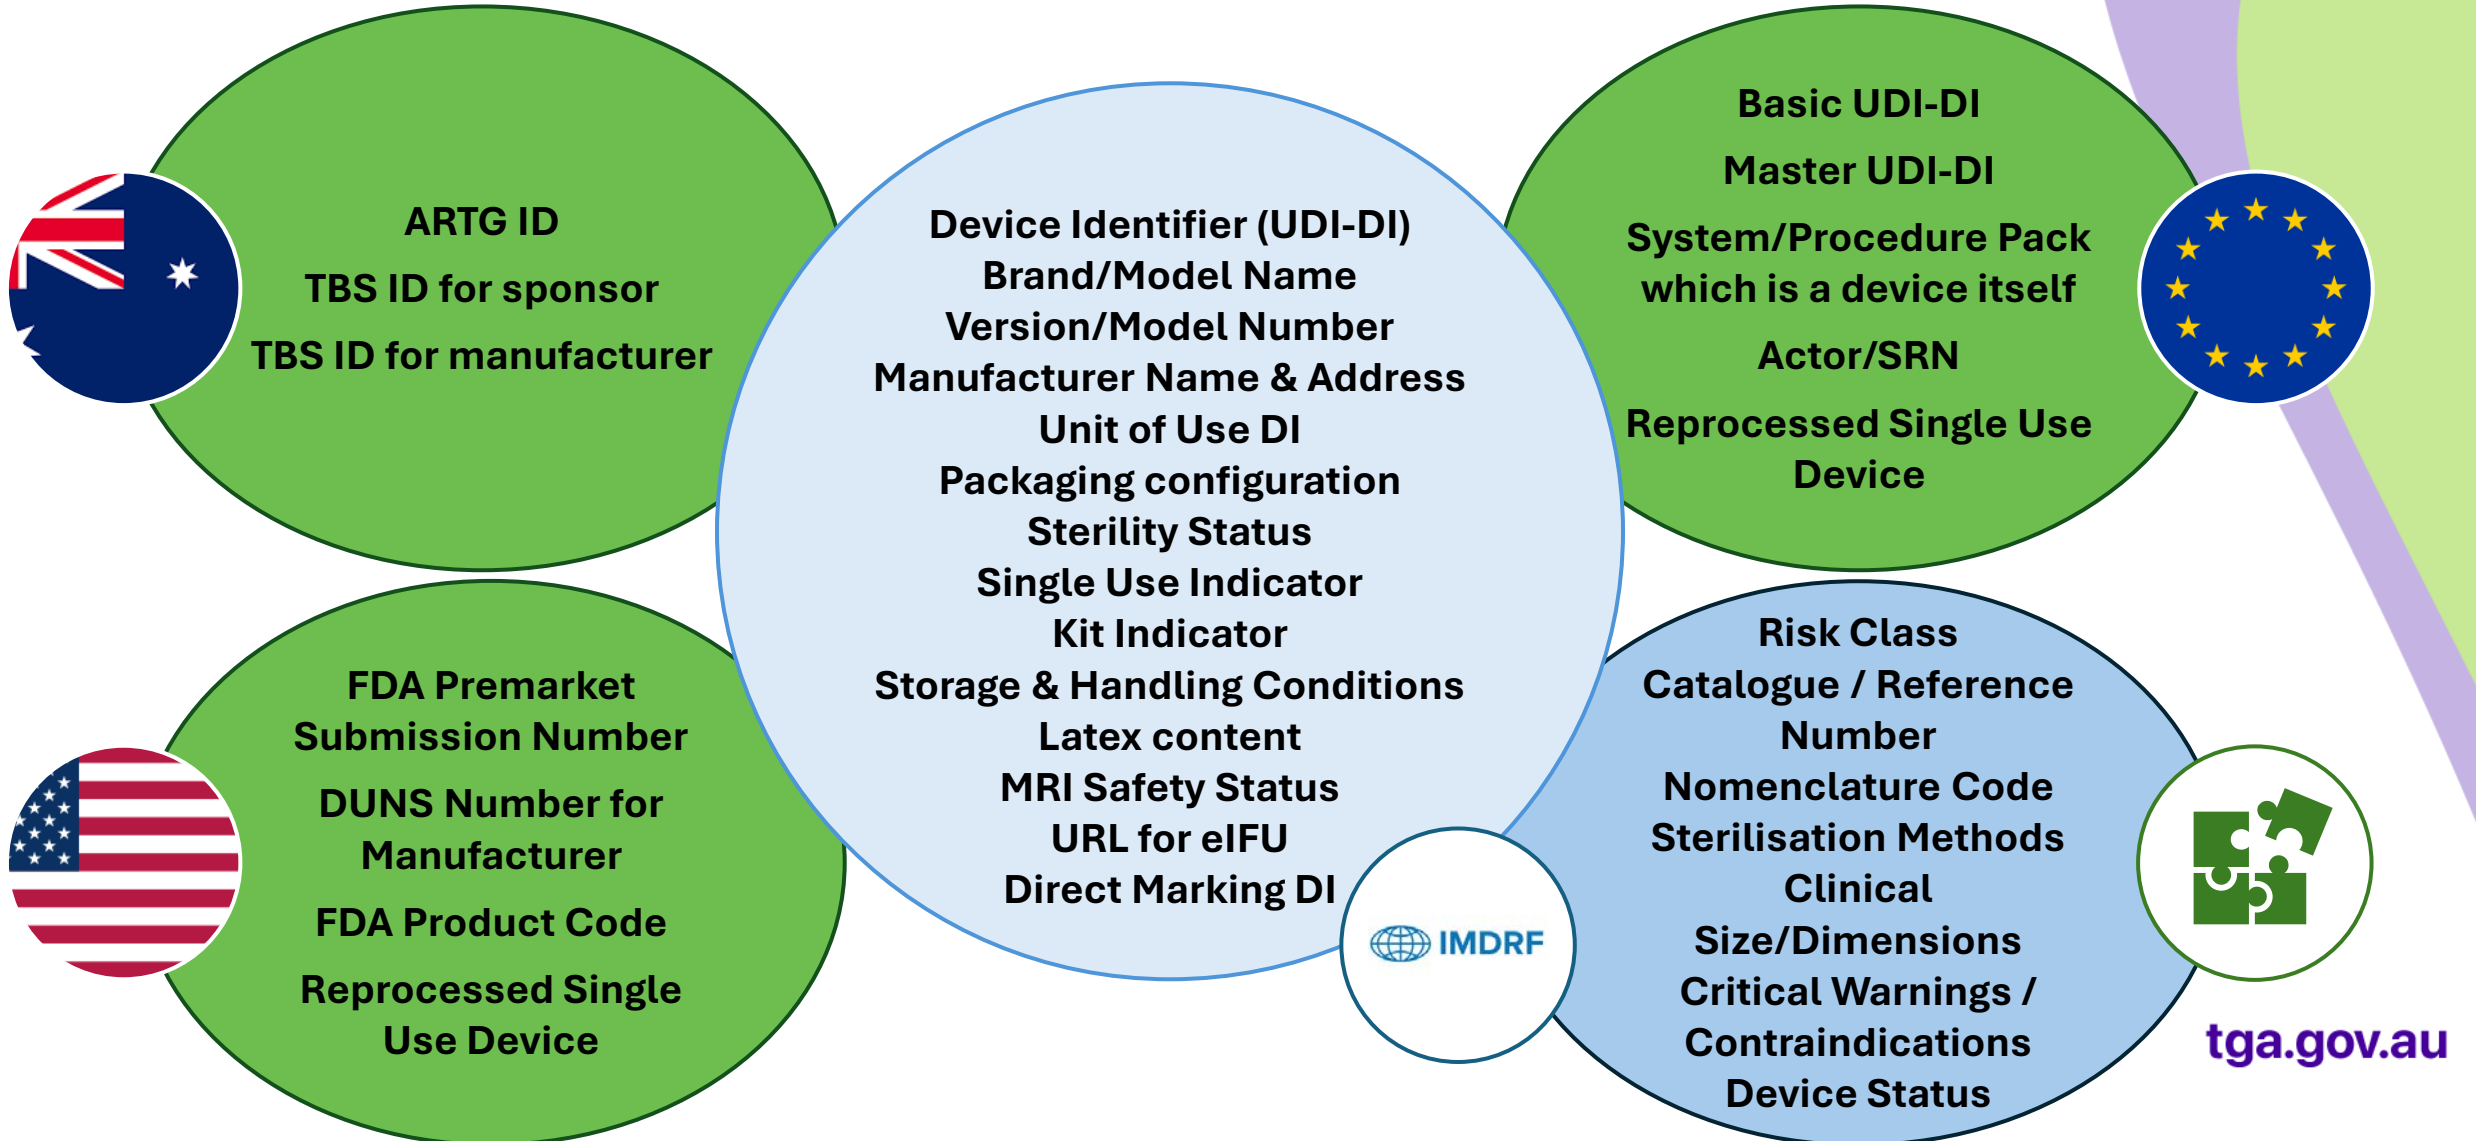 ARTG ID
TBS ID for sponsor
TBS ID for manufacturer
FDA Premarket
Submission Number
DUNS Number for
Manufacturer
FDA Product Code
Reprocessed Single
Use Device
Device Identifier (UDI-DI)
Brand/Model Name
Version/Model Number
Manufacturer Name & Address
Unit of Use DI
Packaging configuration
Sterility Status
Single Use Indicator
Kit Indicator
Storage & Handling Conditions
Latex content
MRI Safety Status
URL for eIFU
Direct Marking DI
IMDRF
Basic UDI-DI
Master UDI-DI
System/Procedure Pack
which is a device itself
Actor/SRN
Reprocessed Single Use
Device
Risk Class
Catalogue / Reference
Number
Nomenclature Code
Sterilisation Methods
Clinical
Size/Dimensions
Critical Warnings /
Contraindications
Device Status
tga.gov.au